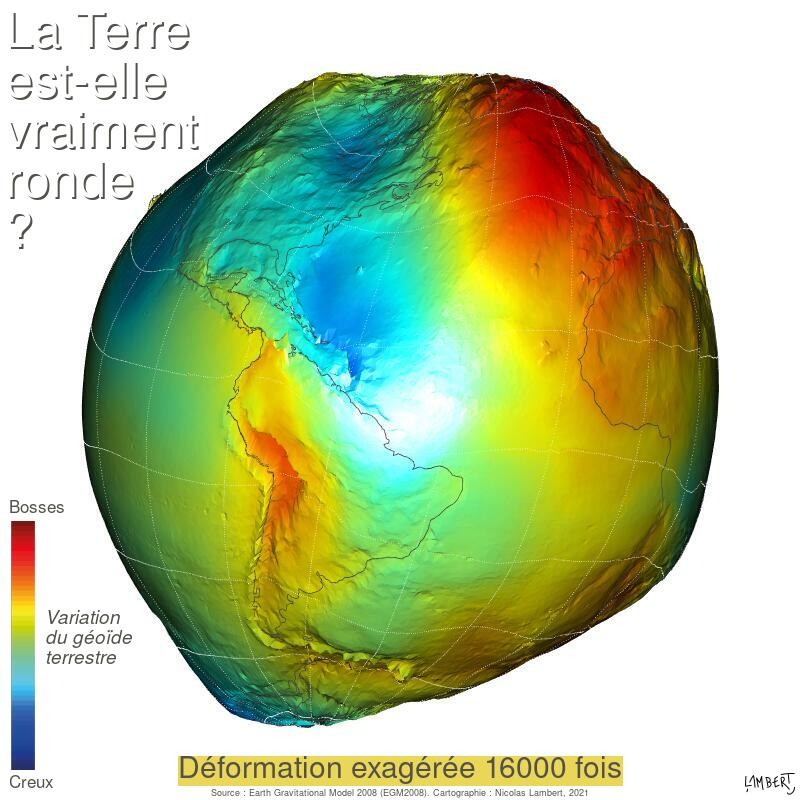 La Terre
est-elle
vraiment
ronde
?
Bosses
Variation
du géoïde
terrestre
Creux
Déformation exagérée 16000 fois
Source : Earth Gravitational Model 2008 (EGM2008). Cartographie : Nicolas Lambert, 2021
LAMBERT